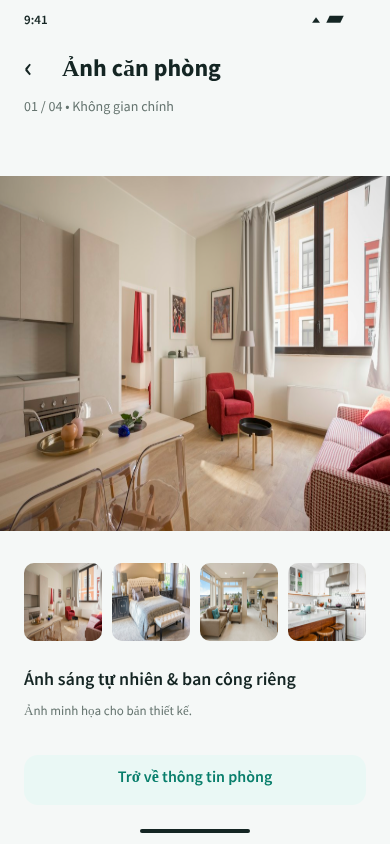 9:41
Ảnh căn phòng
01 / 04 • Không gian chính
Ánh sáng tự nhiên & ban công riêng
Ảnh minh họa cho bản thiết kế.
Trở về thông tin phòng